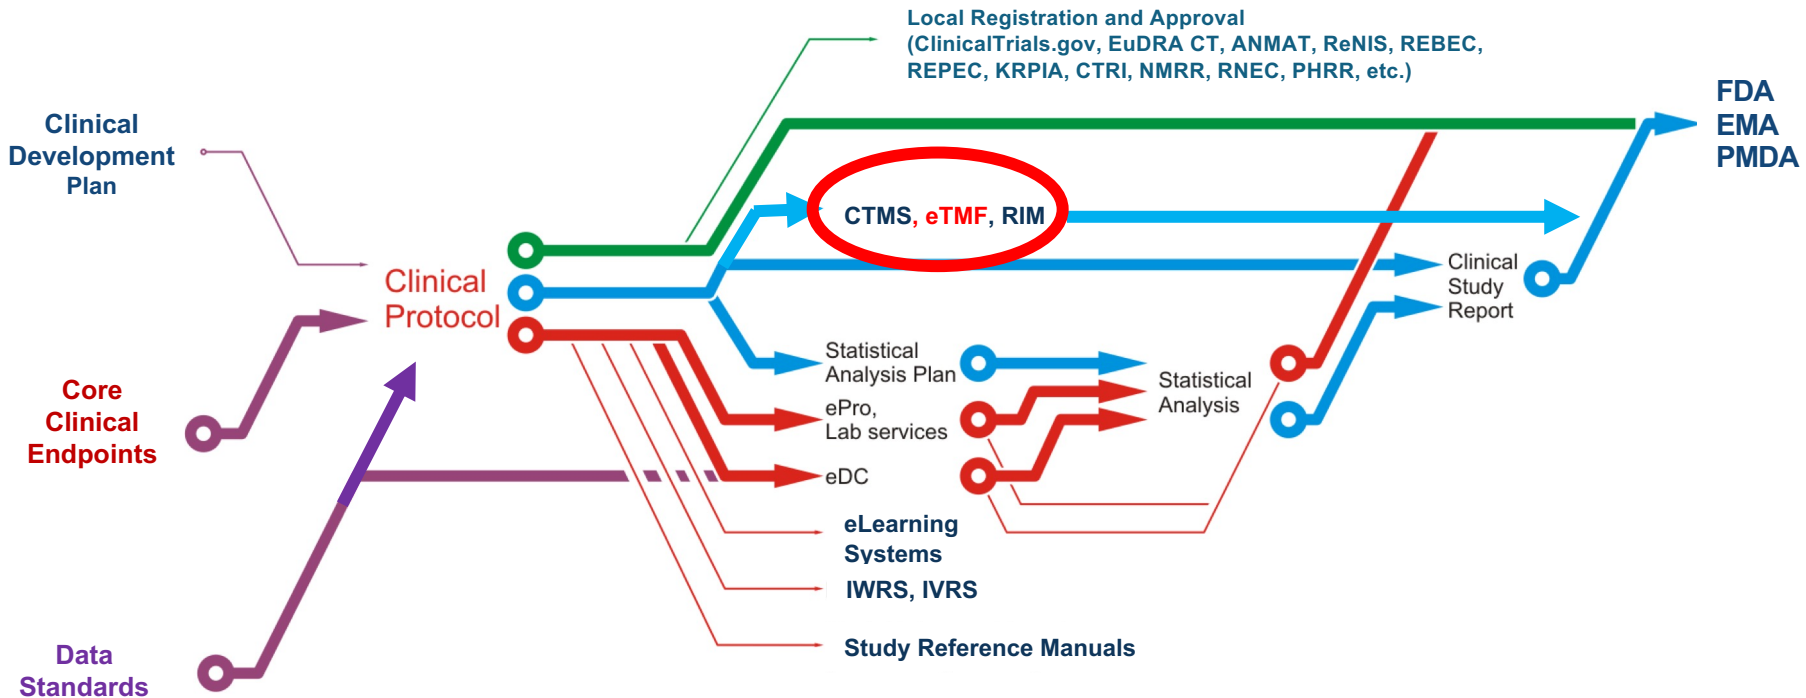 Local Registration and Approval
(ClinicalTrials.gov, EuDRA CT, ANMAT, ReNIS, REBEC,
REPEC, KRPIA, CTRI, NMRR, RNEC, PHRR, etc.)
FDA
EMA
PMDA
Clinical
Development
Plan
CTMS, eTMF, RIM
Clinical
Protocol
Clinical
Study
Report
Statistical
Analysis Plan
Statistical
Analysis
Core
Clinical
Endpoints
ePro,
Lab services
eDC
eLearning
Systems
IWRS, IVRS
Study Reference Manuals
Data
Standards